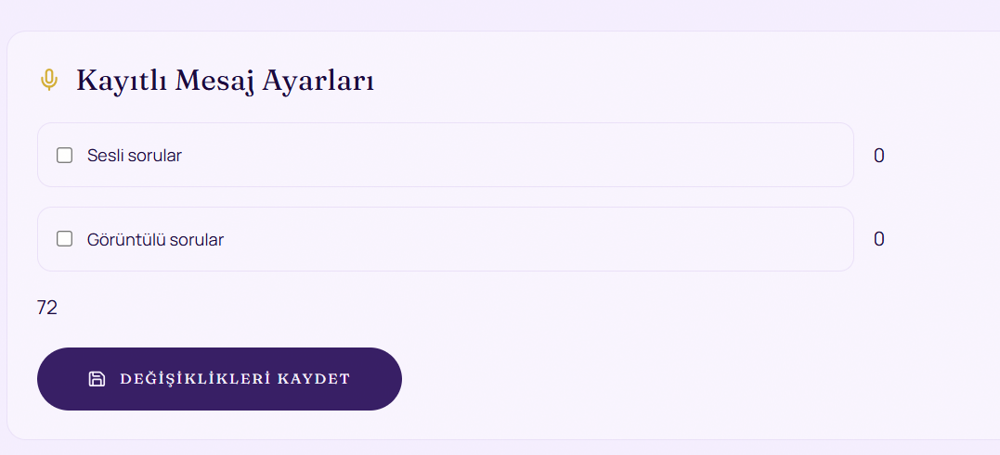 Kayıtlı Mesaj Ayarları
Sesli sorular 0
Görüntülü sorular 0
72
DEĞİŞİKLİKLERİ KAYDET